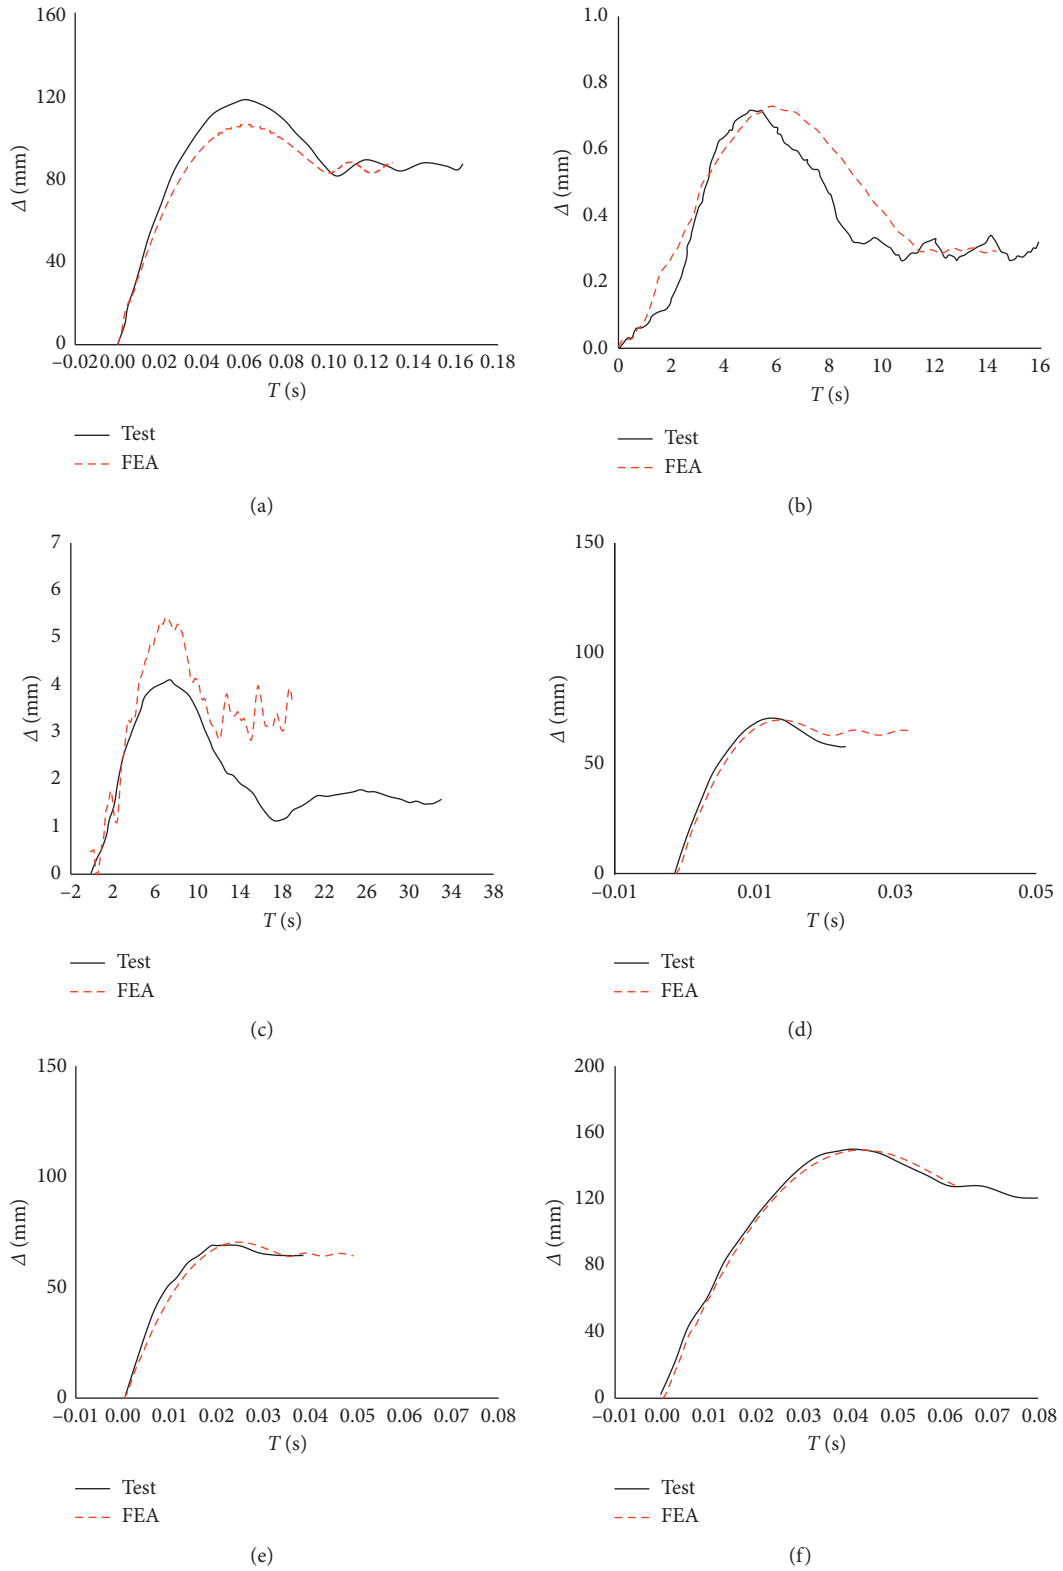 160
120
80
40
0
Δ (mm)
–0.02 0.00 0.02 0.04 0.06 0.08 0.10 0.12 0.14 0.16 0.18
T (s)
Test
FEA
(a)
1.0
0.8
0.6
0.4
0.2
0.0
Δ (mm)
0 2 4 6 8 10 12 14 16
T (s)
Test
FEA
(b)
7
6
5
4
3
2
1
0
Δ (mm)
–2 2 6 10 14 18 22 26 30 34 38
T (s)
Test
FEA
(c)
150
100
50
0
Δ (mm)
–0.01 0.01 0.03 0.05
T (s)
Test
FEA
(d)
150
100
50
0
Δ (mm)
–0.01 0.00 0.01 0.02 0.03 0.04 0.05 0.06 0.07 0.08
T (s)
Test
FEA
(e)
200
160
120
80
40
0
Δ (mm)
–0.01 0.00 0.01 0.02 0.03 0.04 0.05 0.06 0.07 0.08
T (s)
Test
FEA
(f)